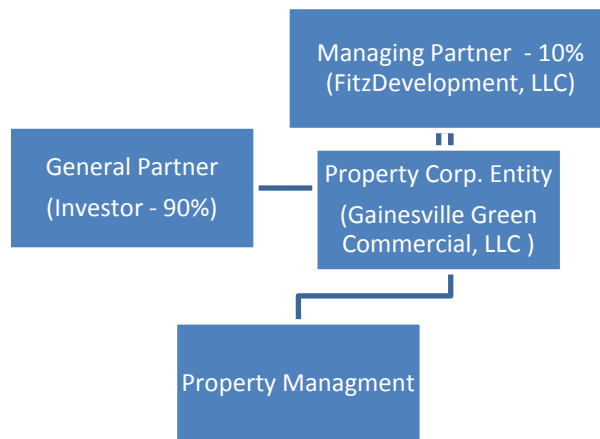 Managing Partner - 10%
(FitzDevelopment, LLC)
General Partner
(Investor - 90%)
Property Corp. Entity
(Gainesville Green
Commercial, LLC )
Property Managment